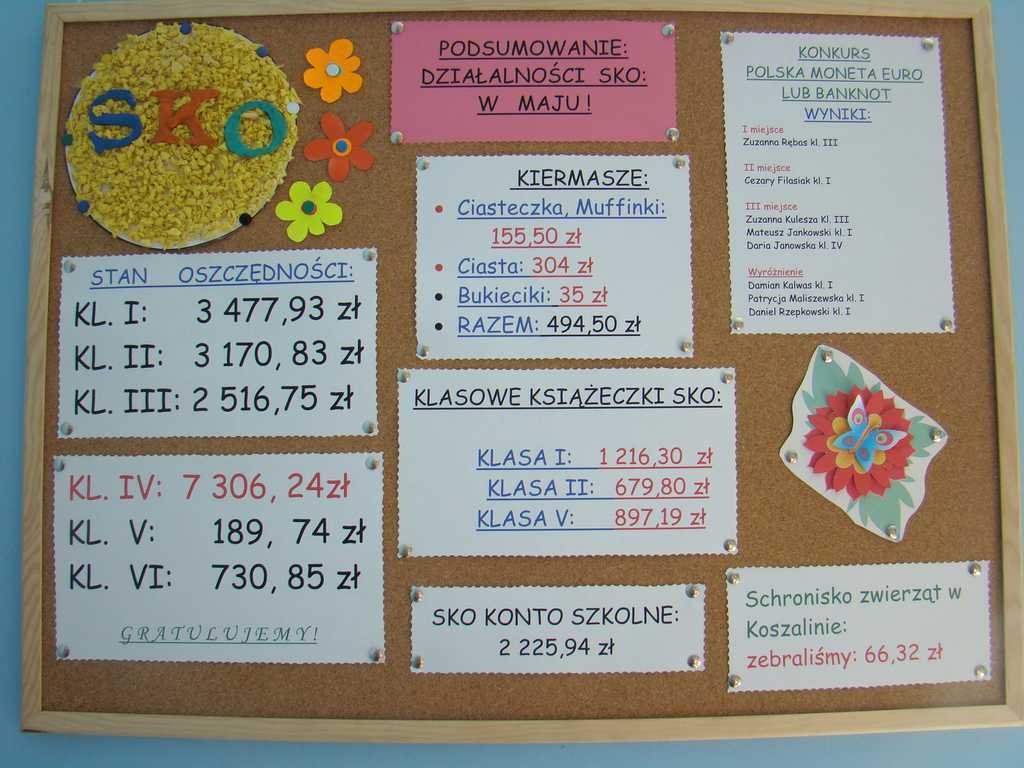 SKO
PODSUMOWANIE:
DZIAŁALNOŚCI SKO:
W MAJU!
STAN OSZCZĘDNOŚCI:
KL. I: 3 477,93 zł
KL. II: 3 170, 83 zł
KL. III: 2 516,75 zł
KL. IV: 7 306, 24zł
KL. V: 189, 74 zł
KL. VI: 730, 85 zł
GRATULUJEMY!
KIERMASZE:
• Ciasteczka, Muffinki:
155,50 zł
• Ciasta: 304 zł
• Bukieciki: 35 zł
• RAZEM: 494,50 zł
KLASOWE KSIĄŻECZKI SKO:
KLASA I: 1 216,30 zł
KLASA II: 679,80 zł
KLASA V: 897,19 zł
SKO KONTO SZKOLNE:
2 225,94 zł
KONKURS
POLSKA MONETA EURO
LUB BANKNOT
WYNIKI:
I miejsce
Zuzanna Rębas kl. III
II miejsce
Cezary Filasiak kl. I
III miejsce
Zuzanna Kulesza Kl. III
Mateusz Jankowski kl. I
Daria Janowska kl. IV
Wyróżnienie
Damian Kalwas kl. I
Patrycja Maliszewska kl. I
Daniel Rzepkowski kl. I
Schronisko zwierząt w
Koszalinie:
zebraliśmy: 66,32 zł